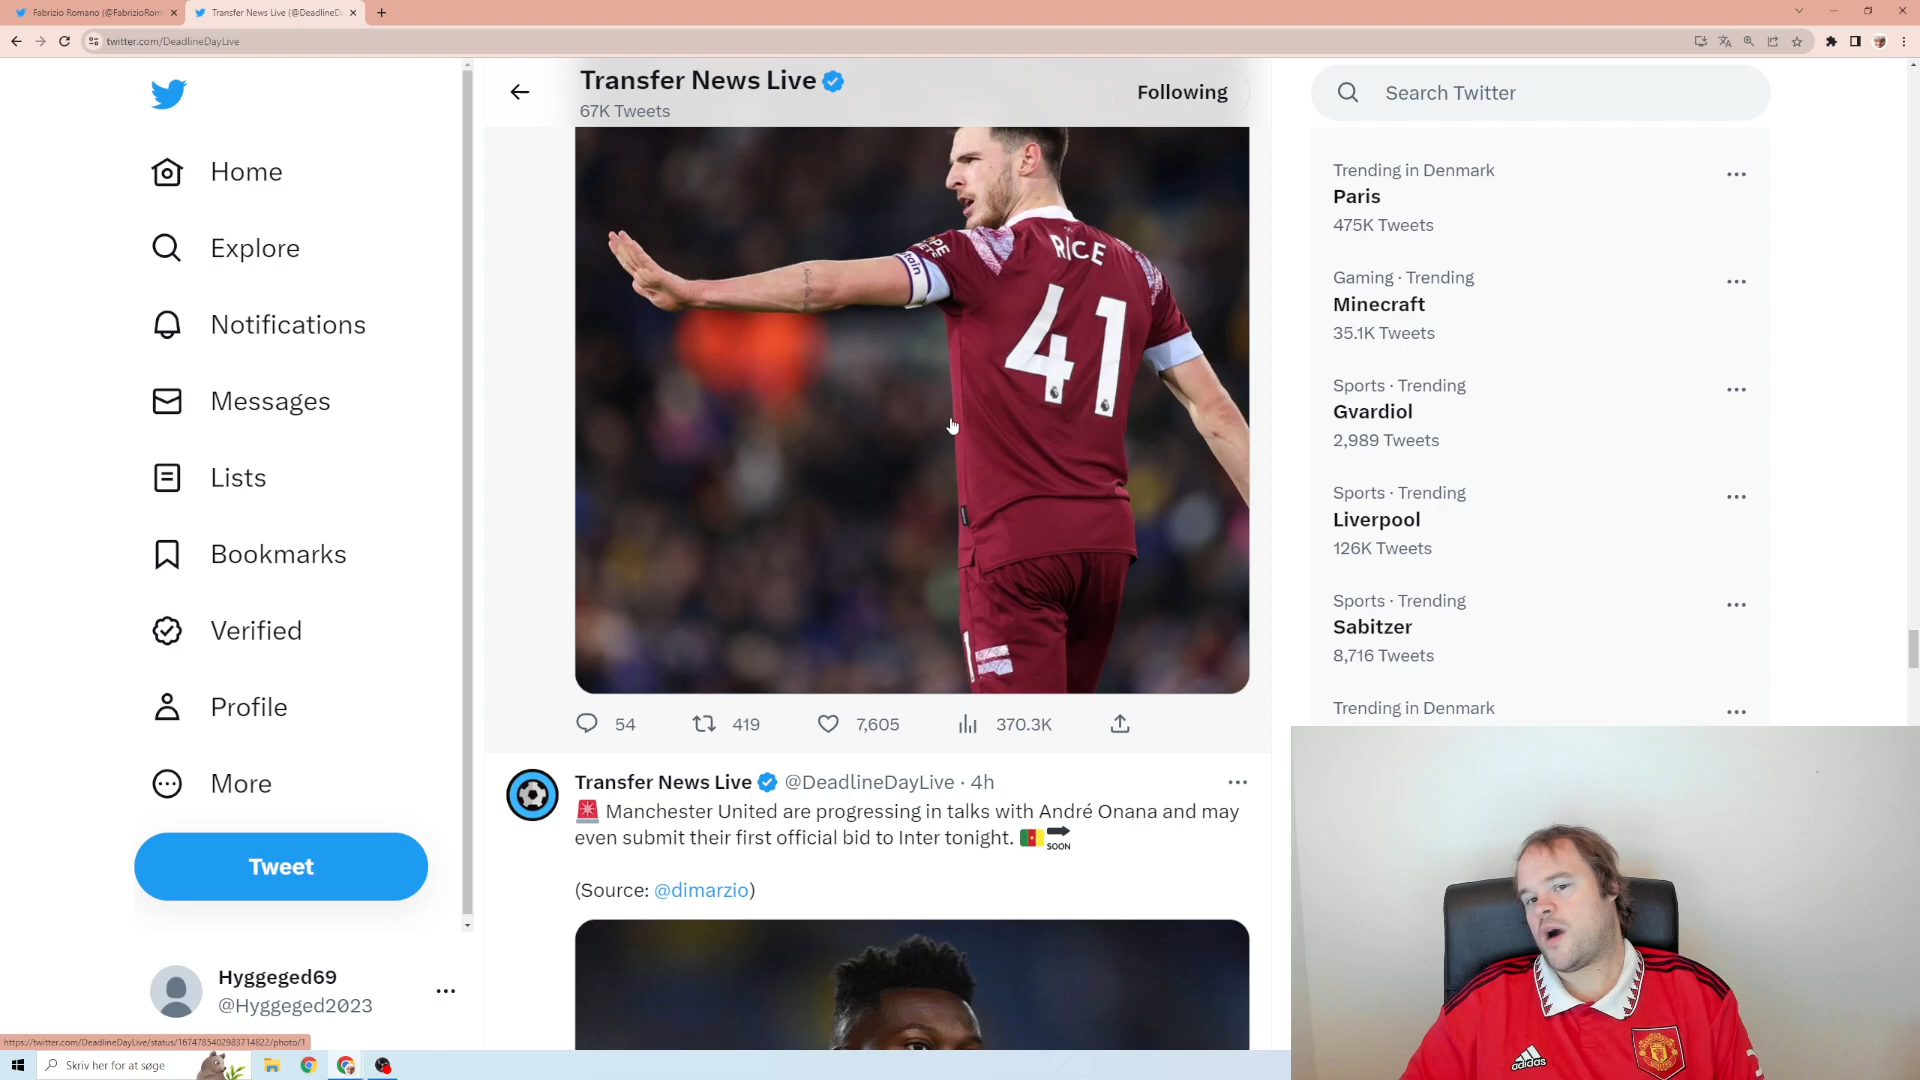 Fabrizio Romano (@FabrizioRom
Transfer News Live (@DeadlineDa
twitter.com/DeadlineDayLive
Home
Explore
Notifications
Messages
Lists
Bookmarks
Verified
Profile
More
Tweet
Hyggeged69
@Hyggeged2023
Transfer News Live
67K Tweets
Following
RICE
41
54
419
7,605
370.3K
Transfer News Live @DeadlineDayLive · 4h
Manchester United are progressing in talks with André Onana and may
even submit their first official bid to Inter tonight. SOON
(Source: @dimarzio)
Search Twitter
Trending in Denmark
Paris
475K Tweets
Gaming · Trending
Minecraft
35.1K Tweets
Sports · Trending
Gvardiol
2,989 Tweets
Sports · Trending
Liverpool
126K Tweets
Sports · Trending
Sabitzer
8,716 Tweets
Trending in Denmark
adidas
https://twitter.com/DeadlineDayLive/status/1674785402983714822/photo/1
Skriv her for at søge